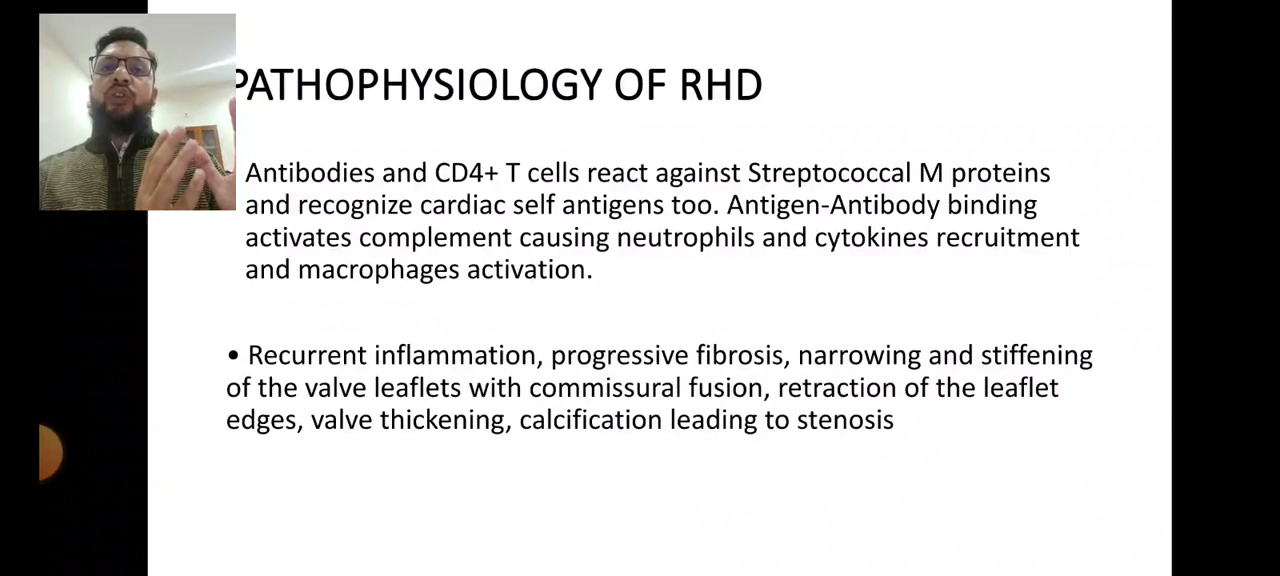 PATHOPHYSIOLOGY OF RHD
Antibodies and CD4+ T cells react against Streptococcal M proteins
and recognize cardiac self antigens too. Antigen-Antibody binding
activates complement causing neutrophils and cytokines recruitment
and macrophages activation.
• Recurrent inflammation, progressive fibrosis, narrowing and stiffening
of the valve leaflets with commissural fusion, retraction of the leaflet
edges, valve thickening, calcification leading to stenosis